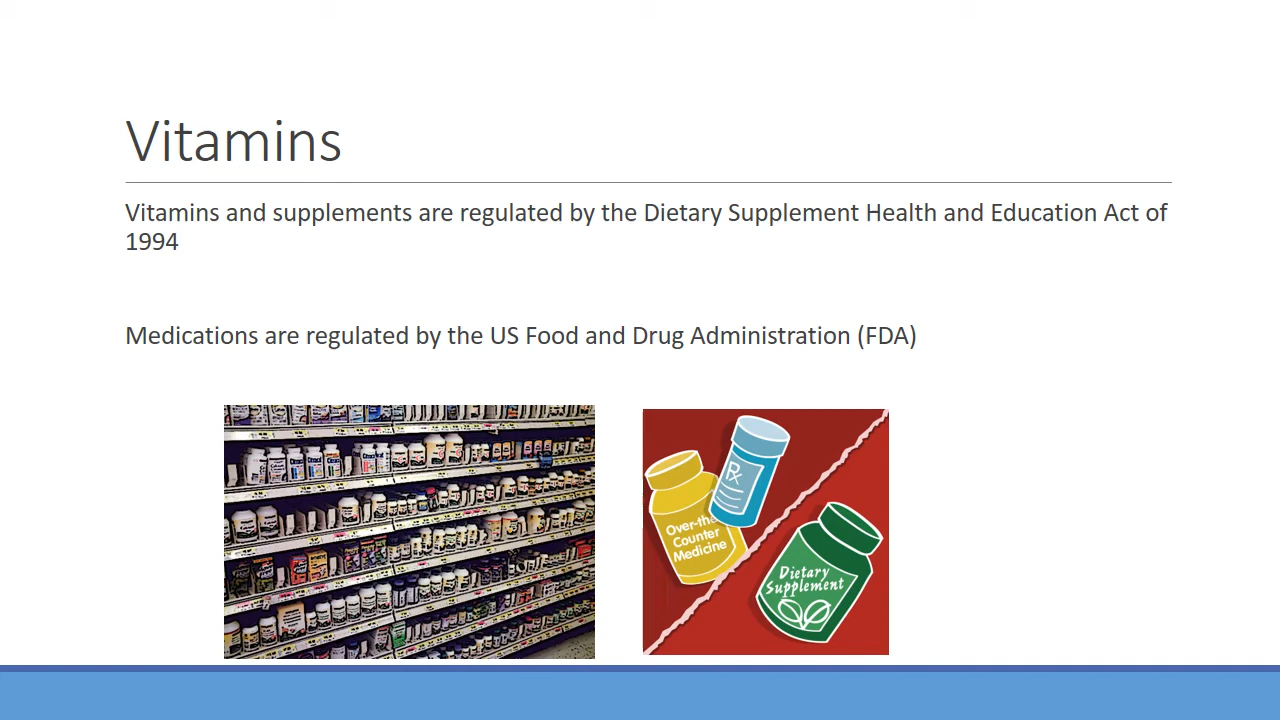 Vitamins
Vitamins and supplements are regulated by the Dietary Supplement Health and Education Act of
1994
Medications are regulated by the US Food and Drug Administration (FDA)
Citracal
Over-the
Counter
Medicine
Rx
Dietary
Supplement